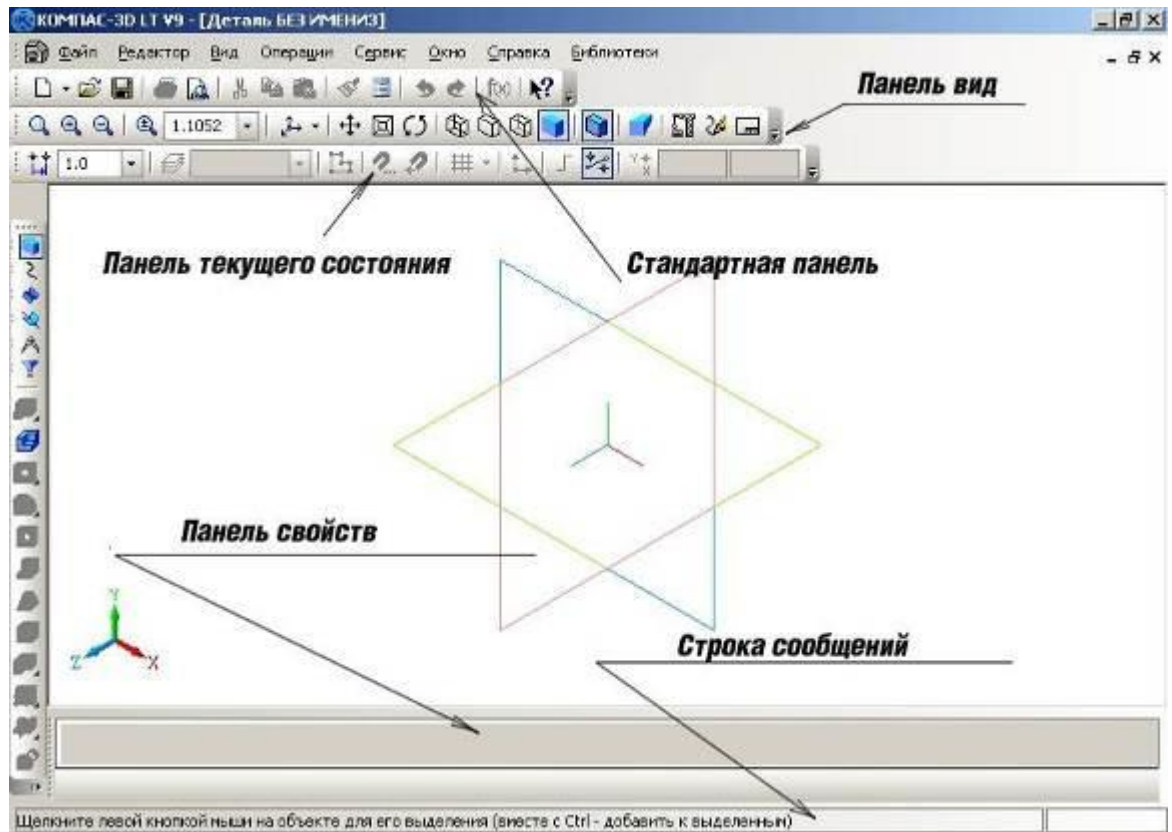 КОМПАС-3D LT V9 - [Деталь БЕЗ ИМЕНИ3]
Файл Редактор Вид Операции Сервис Окно Справка Библиотеки
Панель вид
1.1052
1.0
Панель текущего состояния
Стандартная панель
Панель свойств
Y
Z X
Строка сообщений
Щелкните левой кнопкой мыши на объекте для его выделения (вместе с Ctrl - добавить к выделенным)